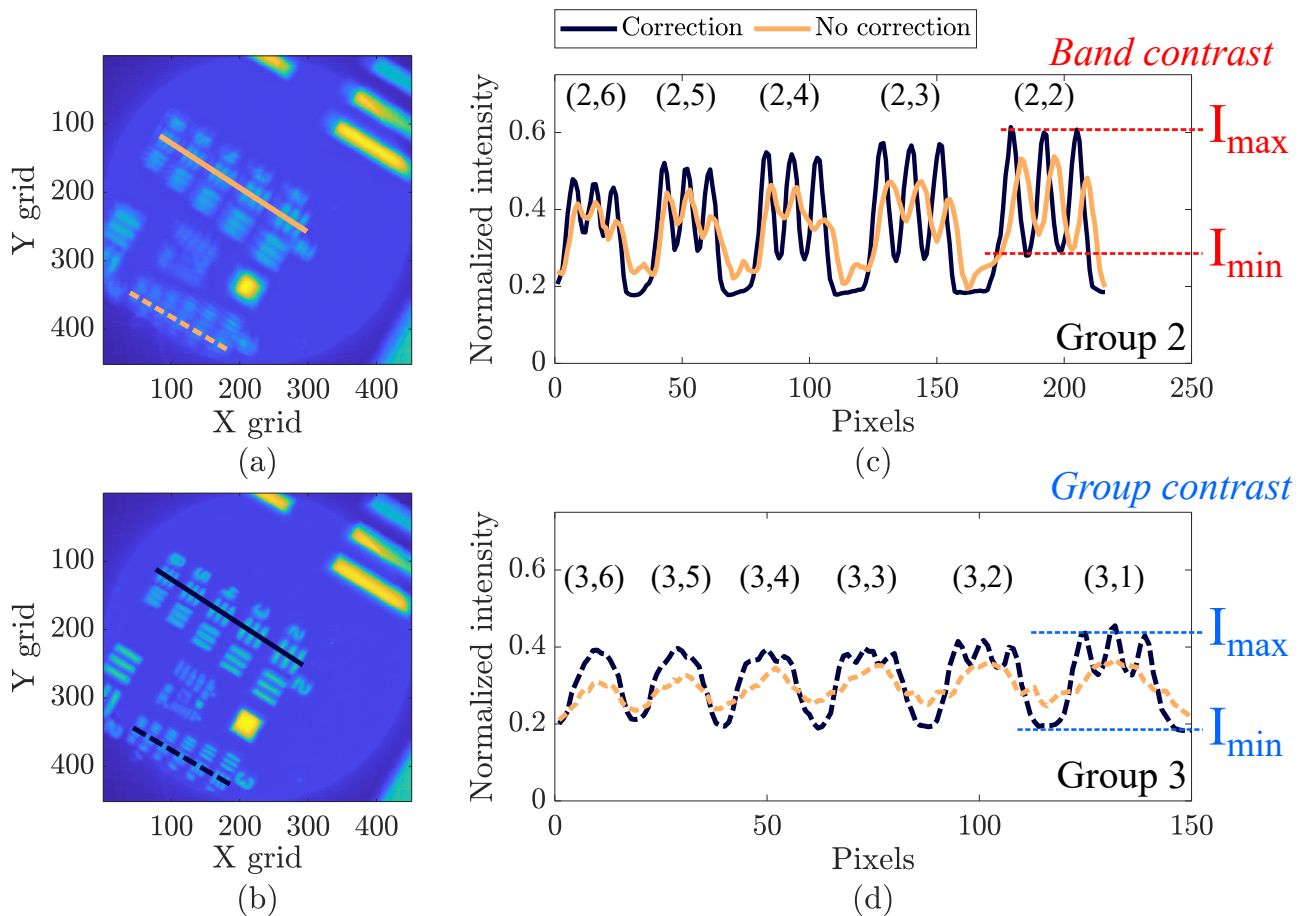 Correction No correction
Band contrast
100
200
300
400
Y grid
100 200 300 400
X grid
(a)
Normalized intensity
0.6
0.4
0.2
0
(2,6) (2,5) (2,4) (2,3) (2,2)
Imax
Imin
Group 2
0 50 100 150 200 250
Pixels
(c)
100
200
300
400
Y grid
100 200 300 400
X grid
(b)
Group contrast
Normalized intensity
0.6
0.4
0.2
0
(3,6) (3,5) (3,4) (3,3) (3,2) (3,1)
Imax
Imin
Group 3
0 50 100 150
Pixels
(d)